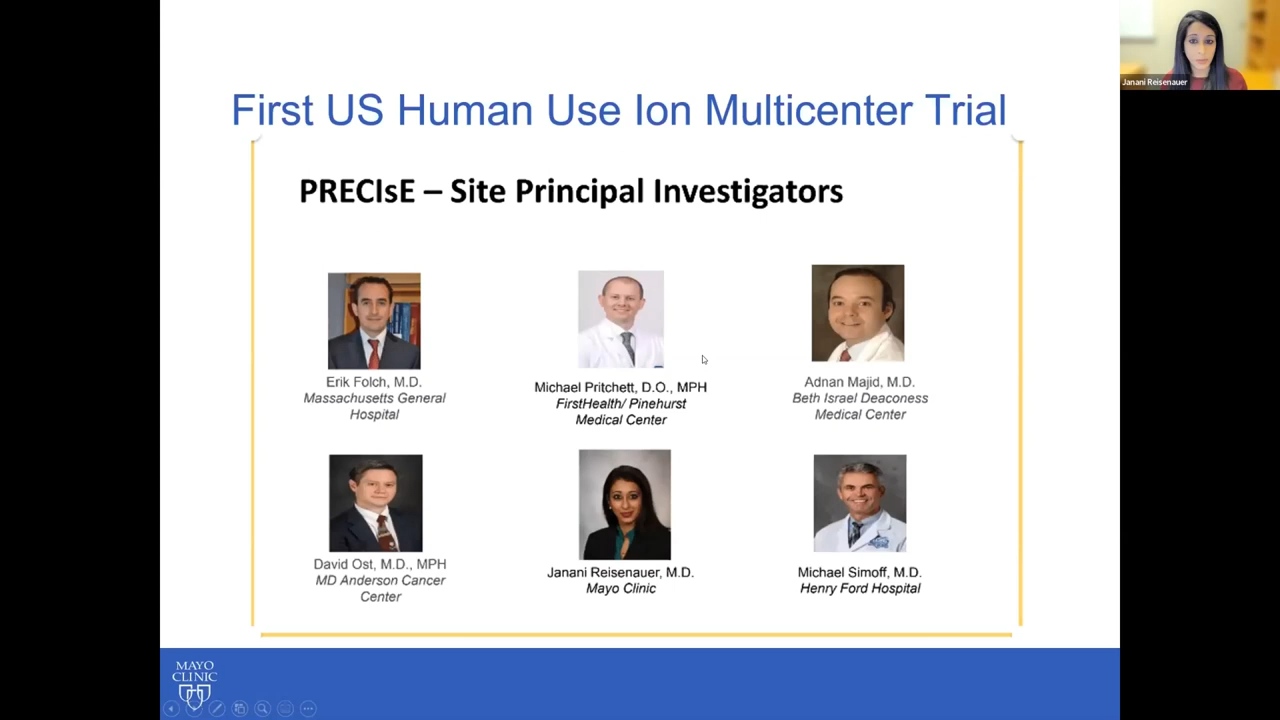 First US Human Use Ion Multicenter Trial
Janani Reisenauer
PRECIsE – Site Principal Investigators
Erik Folch, M.D.
Massachusetts General
Hospital
Michael Pritchett, D.O., MPH
FirstHealth/ Pinehurst
Medical Center
Adnan Majid, M.D.
Beth Israel Deaconess
Medical Center
David Ost, M.D., MPH
MD Anderson Cancer
Center
Janani Reisenauer, M.D.
Mayo Clinic
Michael Simoff, M.D.
Henry Ford Hospital
MAYO
CLINIC